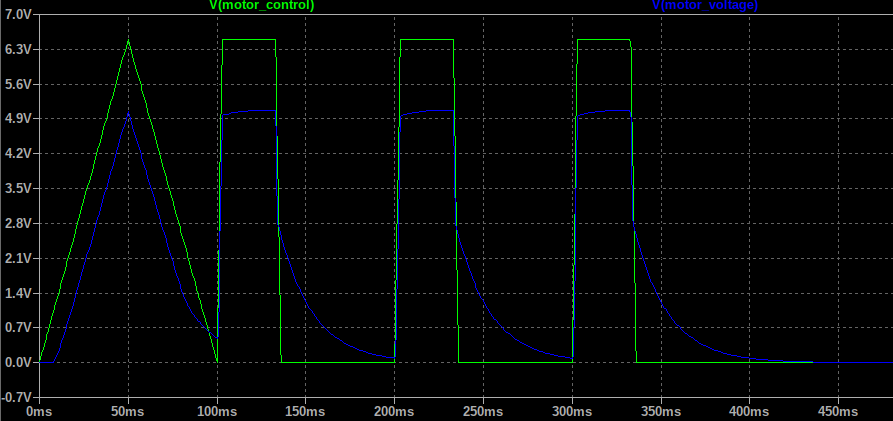 V(motor_control) V(motor_voltage)
7.0V
6.3V
5.6V
4.9V
4.2V
3.5V
2.8V
2.1V
1.4V
0.7V
0.0V
-0.7V
0ms 50ms 100ms 150ms 200ms 250ms 300ms 350ms 400ms 450ms